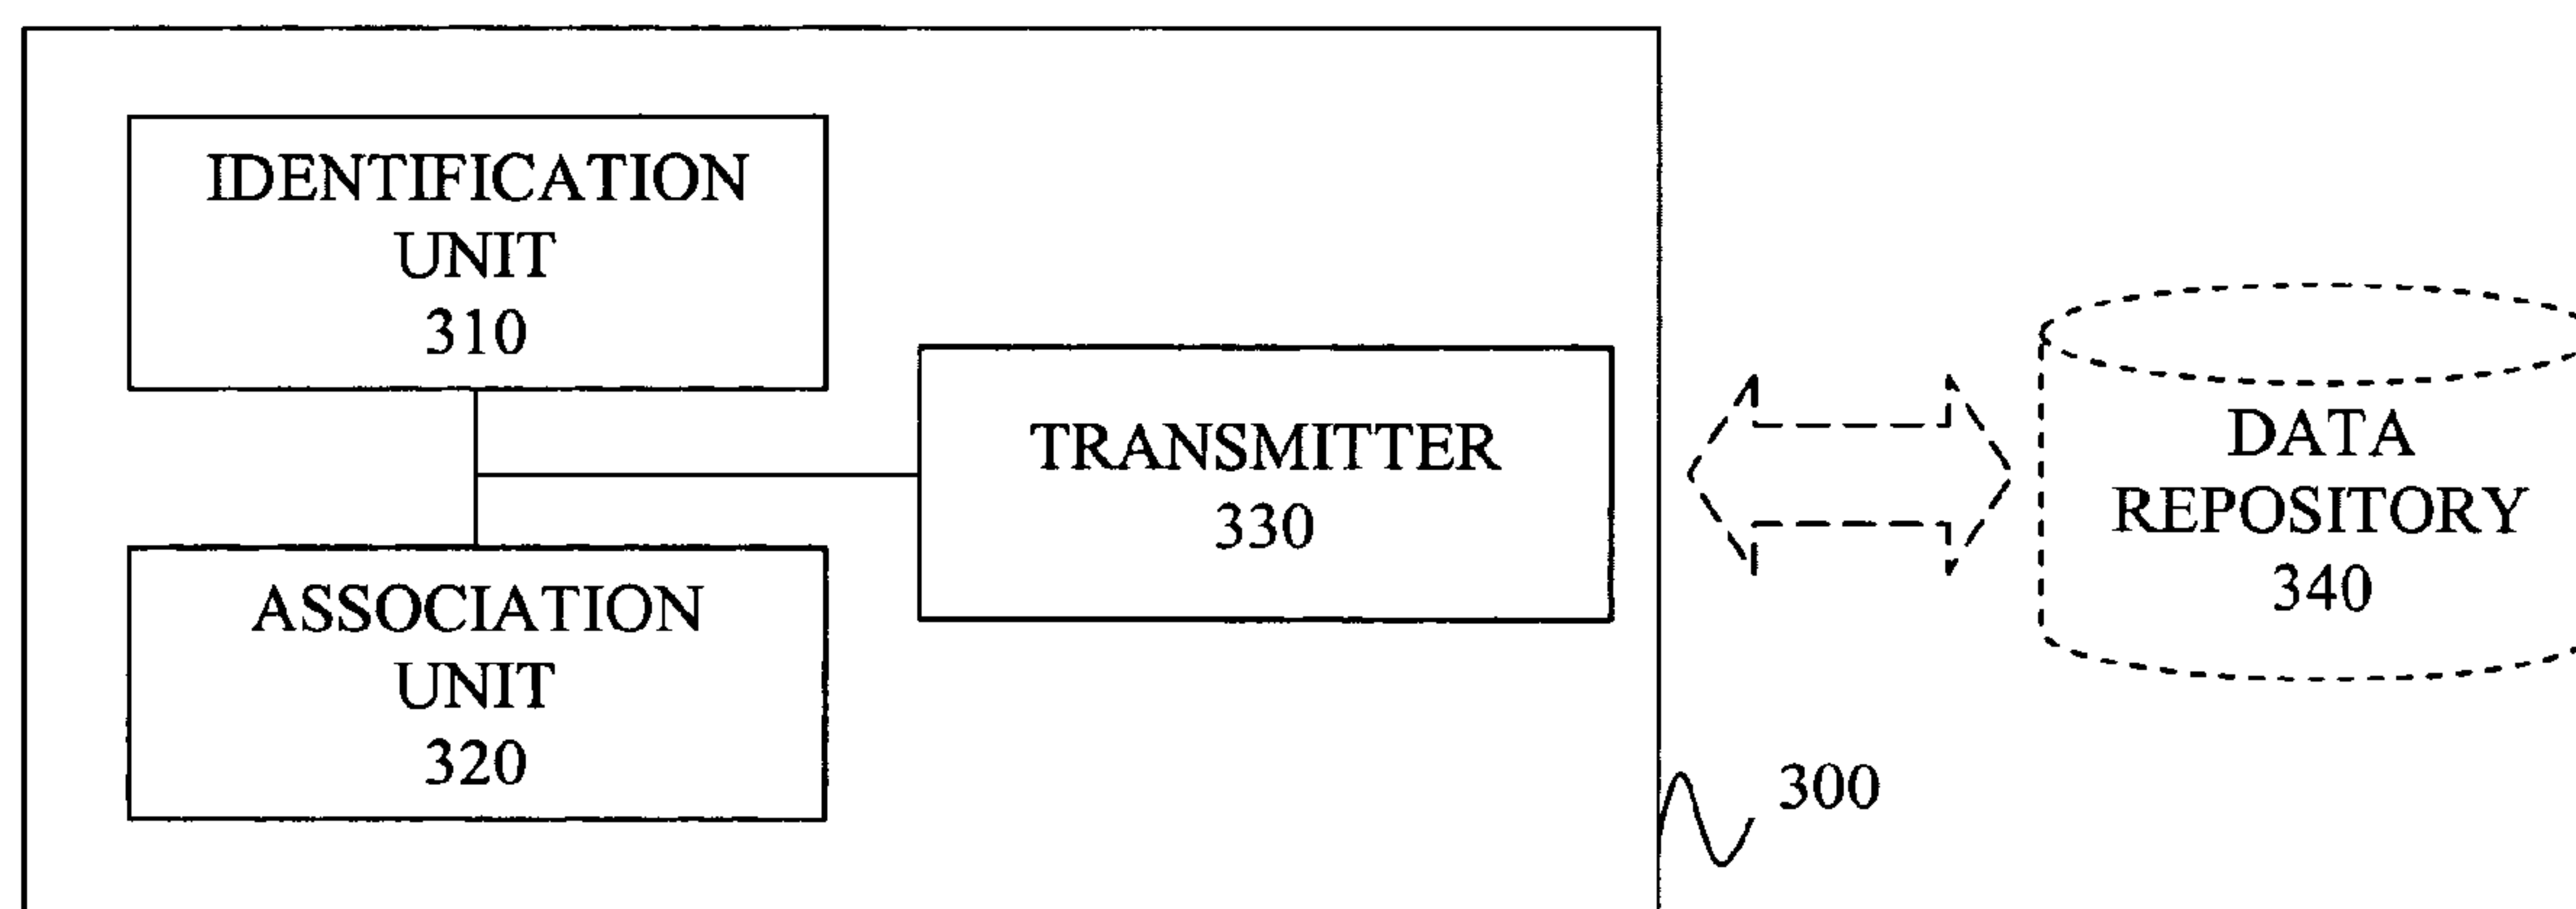 IDENTIFICATION
UNIT
310
TRANSMITTER
330
ASSOCIATION
UNIT
320
DATA
REPOSITORY
340
300